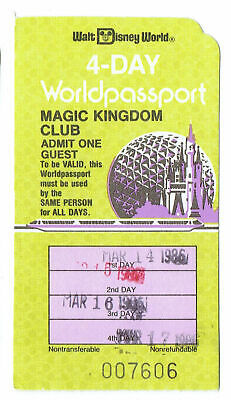 Walt Disney World®
4-DAY
Worldpassport
MAGIC KINGDOM
CLUB
ADMIT ONE
GUEST
To be VALID, this
Worldpassport
must be used
by the
SAME PERSON
for ALL DAYS.
MAR 14 1986
1st DAY
2nd DAY
MAR 16 1986
3rd DAY
17 1986
4th DAY
Nontransferable Nonrefundable
007606